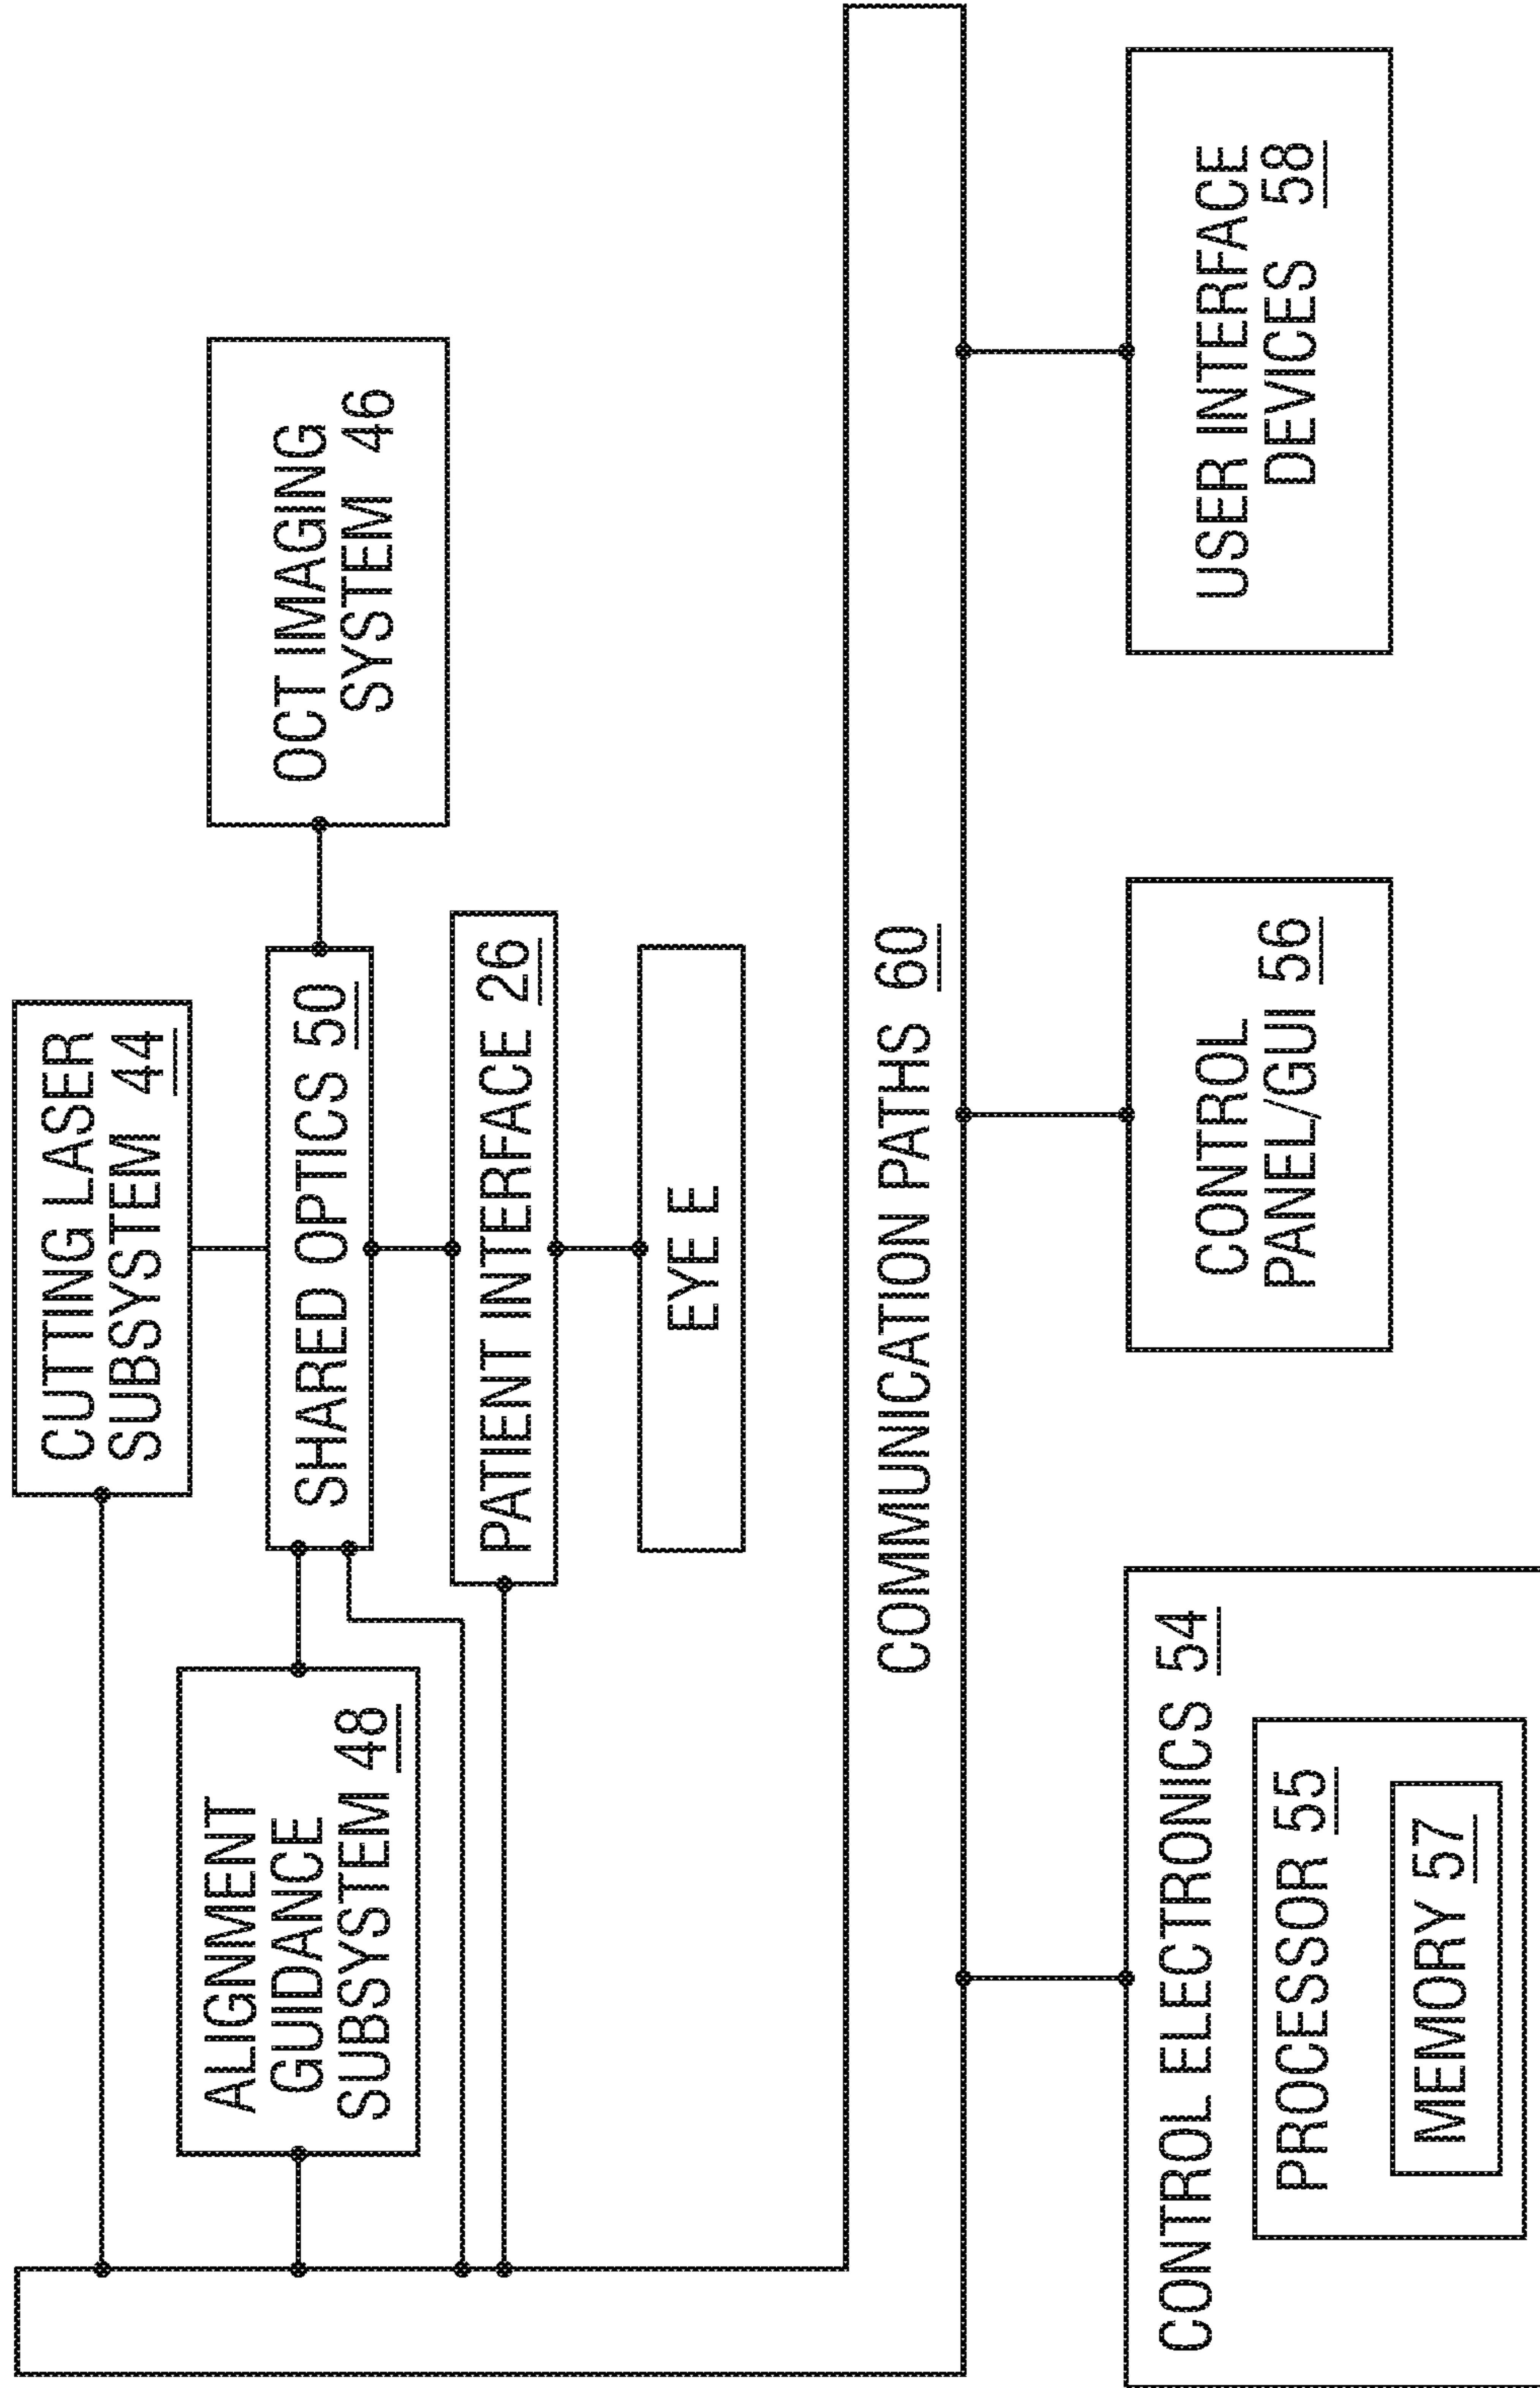 CUTTING LASER
SUBSYSTEM 44
ALIGNMENT
GUIDANCE
SUBSYSTEM 48
SHARED OPTICS 50
OCT IMAGING
SYSTEM 46
PATIENT INTERFACE 26
EYE E
COMMUNICATION PATHS 60
CONTROL ELECTRONICS 54
PROCESSOR 55
MEMORY 57
CONTROL
PANEL/GUI 56
USER INTERFACE
DEVICES 58